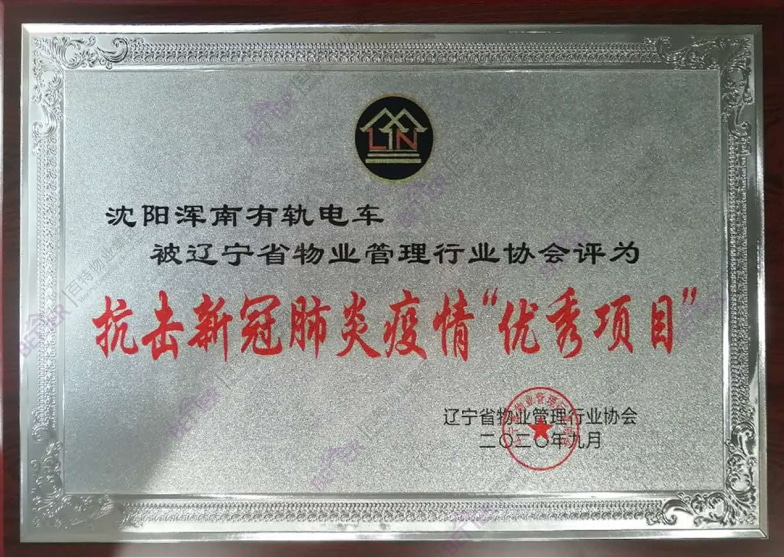 LN
沈阳浑南有轨电车
被辽宁省物业管理行业协会评为
抗击新冠肺炎疫情“优秀项目”
辽宁省物业管理行业协会
二〇二〇年九月
BETTER